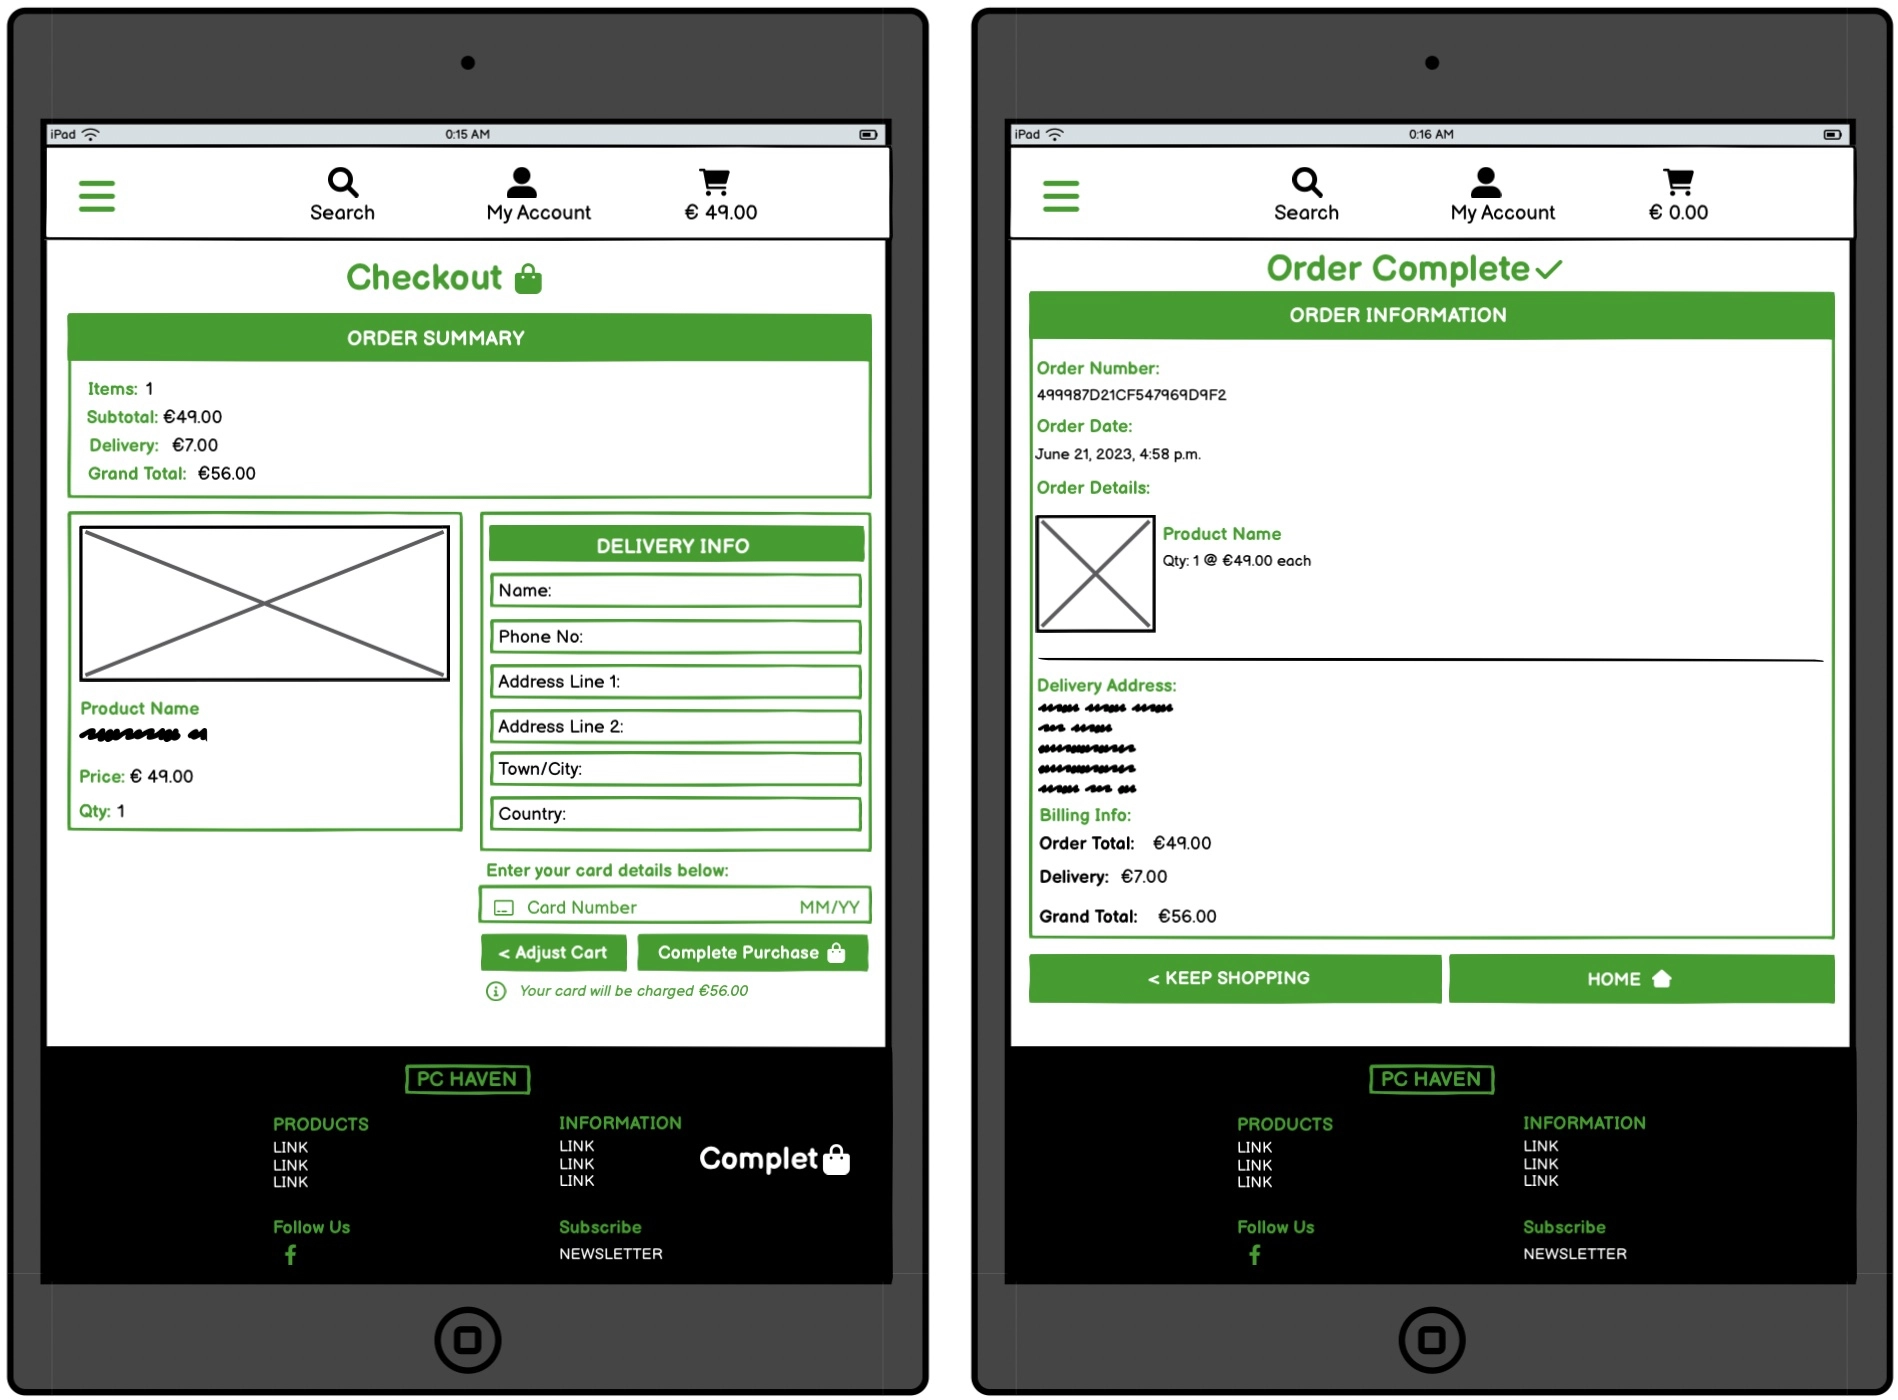 iPad 0:15 AM
Search My Account € 49.00
Checkout
ORDER SUMMARY
Items: 1
Subtotal: €49.00
Delivery: €7.00
Grand Total: €56.00
Product Name
Price: € 49.00
Qty: 1
DELIVERY INFO
Name:
Phone No:
Address Line 1:
Address Line 2:
Town/City:
Country:
Enter your card details below:
Card Number MM/YY
< Adjust Cart Complete Purchase
Your card will be charged €56.00
PC HAVEN
PRODUCTS
LINK
LINK
LINK
INFORMATION
LINK
LINK
LINK
Complet
Follow Us
Subscribe
NEWSLETTER
iPad 0:16 AM
Search My Account € 0.00
Order Complete
ORDER INFORMATION
Order Number:
499987D21CF547969D9F2
Order Date:
June 21, 2023, 4:58 p.m.
Order Details:
Product Name
Qty: 1 @ €49.00 each
Delivery Address:
Billing Info:
Order Total: €49.00
Delivery: €7.00
Grand Total: €56.00
< KEEP SHOPPING HOME
PC HAVEN
PRODUCTS
LINK
LINK
LINK
INFORMATION
LINK
LINK
LINK
Follow Us
Subscribe
NEWSLETTER